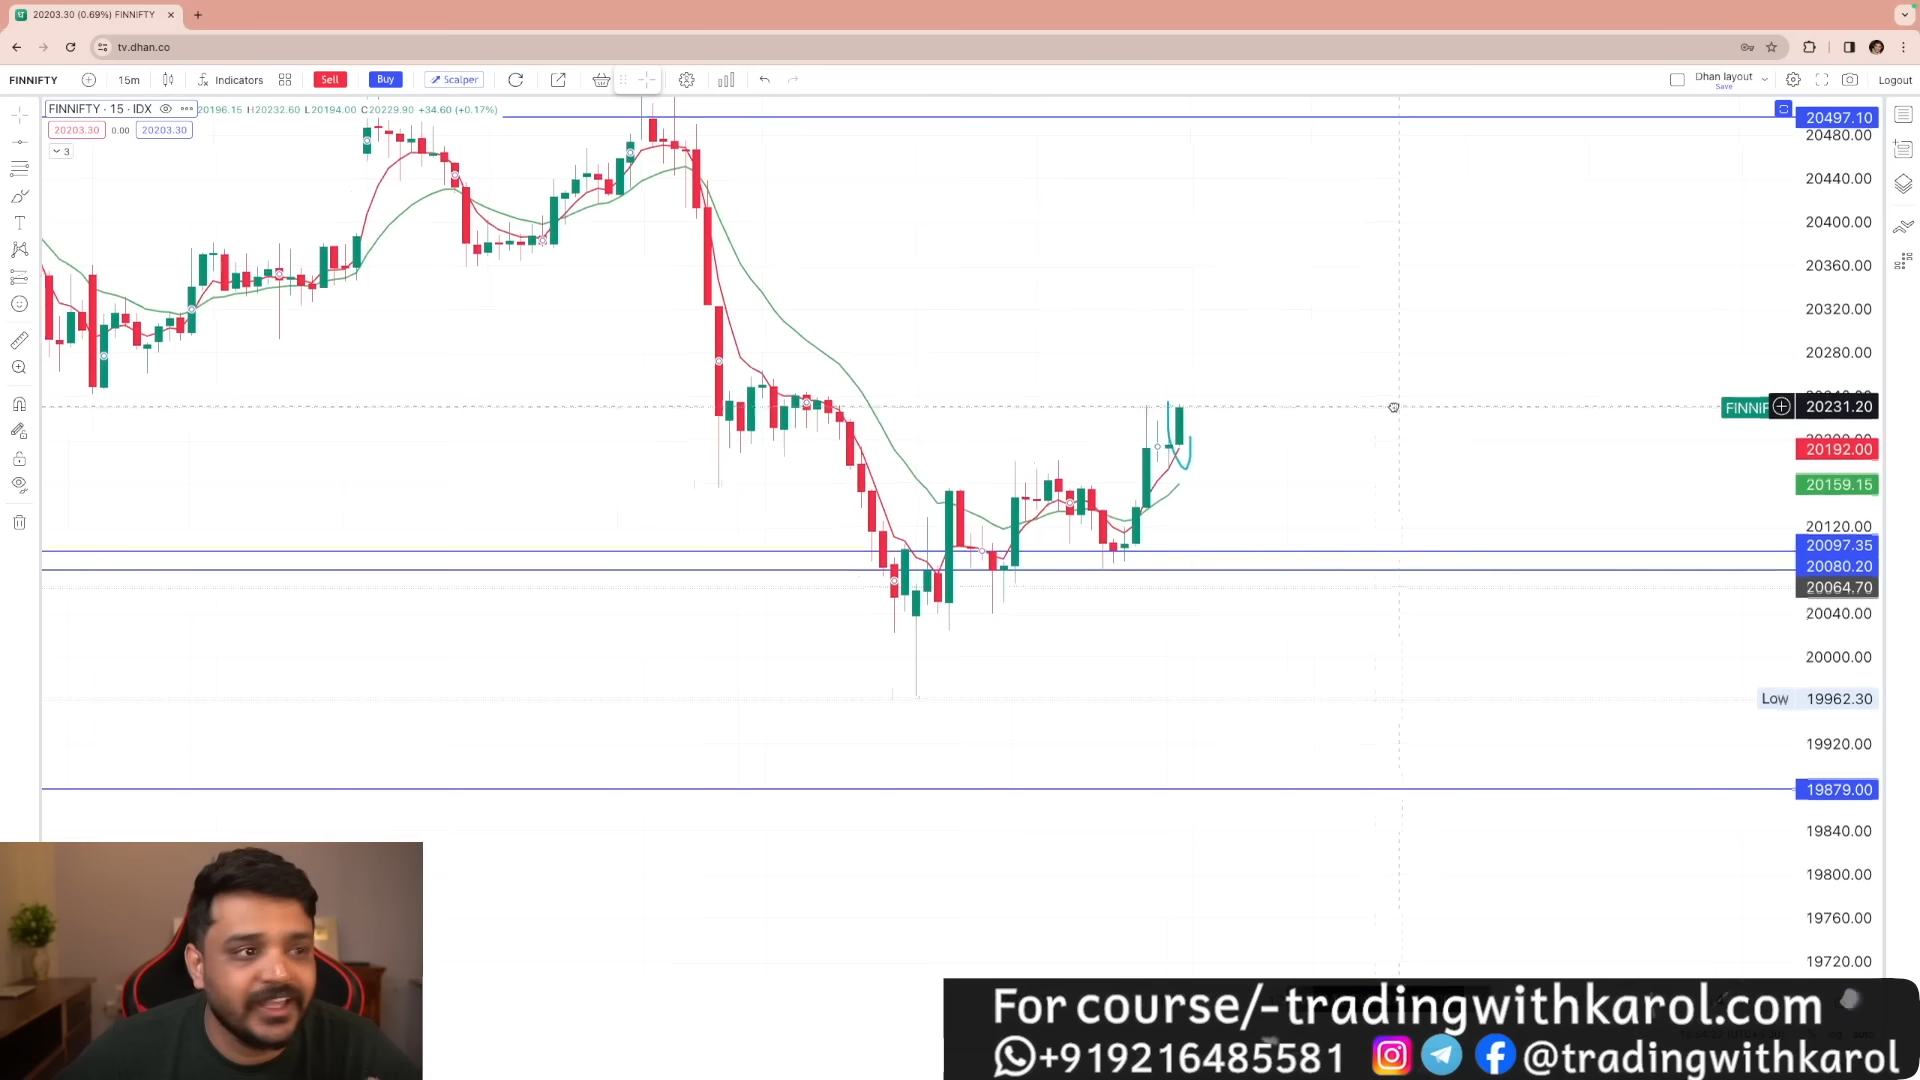 20203.30 (0.69%) FINNIFTY
tv.dhan.co
FINNIFTY 15m Indicators Sell Buy Scalper Dhan layout Logout
Save
FINNIFTY · 15 · IDX 20196.15 H20232.60 L20194.00 C20229.90 +34.60 (+0.17%)
20203.30 0.00 20203.30
3
20497.10
20480.00
20440.00
20400.00
20360.00
20320.00
20280.00
20231.20
20192.00
20159.15
20120.00
20097.35
20080.20
20064.70
20040.00
20000.00
Low 19962.30
19920.00
19879.00
19840.00
19800.00
19760.00
19720.00
For course/-tradingwithkarol.com
+919216485581 @tradingwithkarol